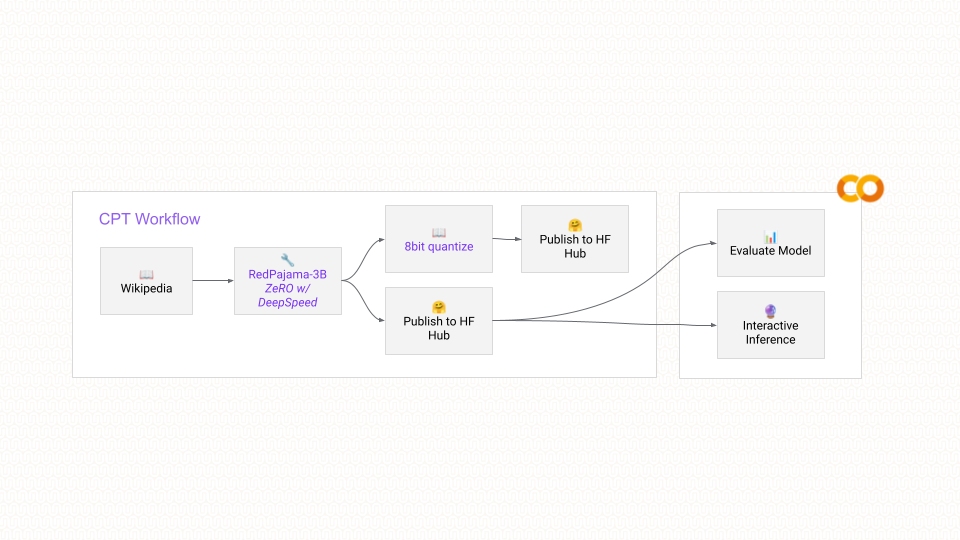 CPT Workflow
Wikipedia
RedPajama-3B
ZeRO w/
DeepSpeed
8bit quantize
Publish to HF
Hub
Publish to HF
Hub
Evaluate Model
Interactive
Inference